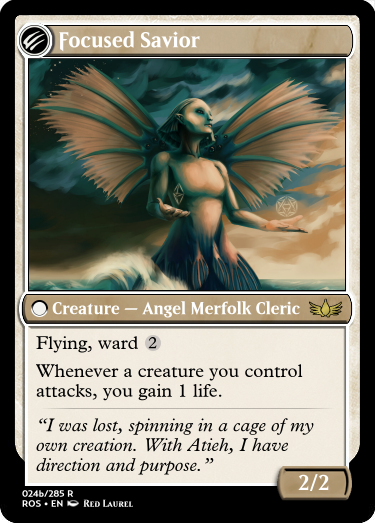 Focused Savior
Creature — Angel Merfolk Cleric
Flying, ward 2
Whenever a creature you control
attacks, you gain 1 life.
“I was lost, spinning in a cage of my
own creation. With Atieh, I have
direction and purpose.”
2/2
024b/285 R
ROS • EN Red Laurel